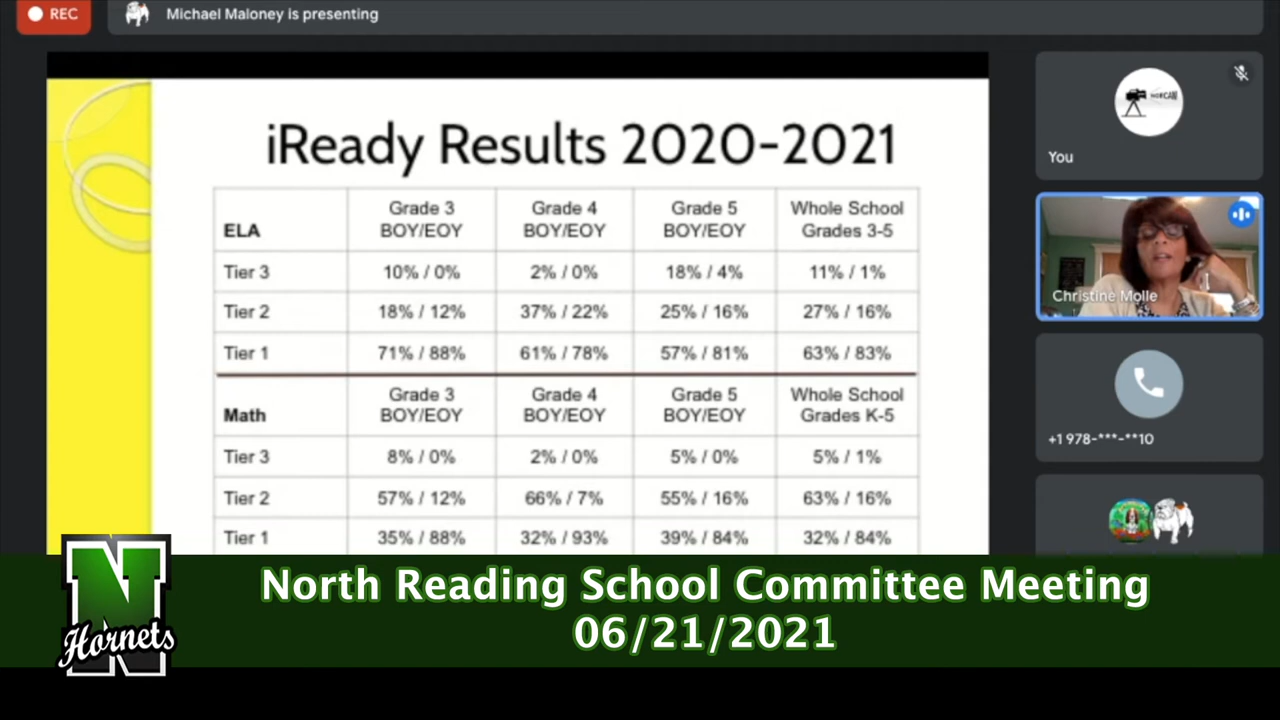 REC
Michael Maloney is presenting
iReady Results 2020-2021
ELA Grade 3 BOY/EOY Grade 4 BOY/EOY Grade 5 BOY/EOY Whole School Grades 3-5
Tier 3 10% / 0% 2% / 0% 18% / 4% 11% / 1%
Tier 2 18% / 12% 37% / 22% 25% / 16% 27% / 16%
Tier 1 71% / 88% 61% / 78% 57% / 81% 63% / 83%
Math Grade 3 BOY/EOY Grade 4 BOY/EOY Grade 5 BOY/EOY Whole School Grades K-5
Tier 3 8% / 0% 2% / 0% 5% / 0% 5% / 1%
Tier 2 57% / 12% 66% / 7% 55% / 16% 63% / 16%
Tier 1 35% / 88% 32% / 93% 39% / 84% 32% / 84%
NORCAM
You
Christine Molle
+1 978-***-**10
N
Hornets
North Reading School Committee Meeting
06/21/2021